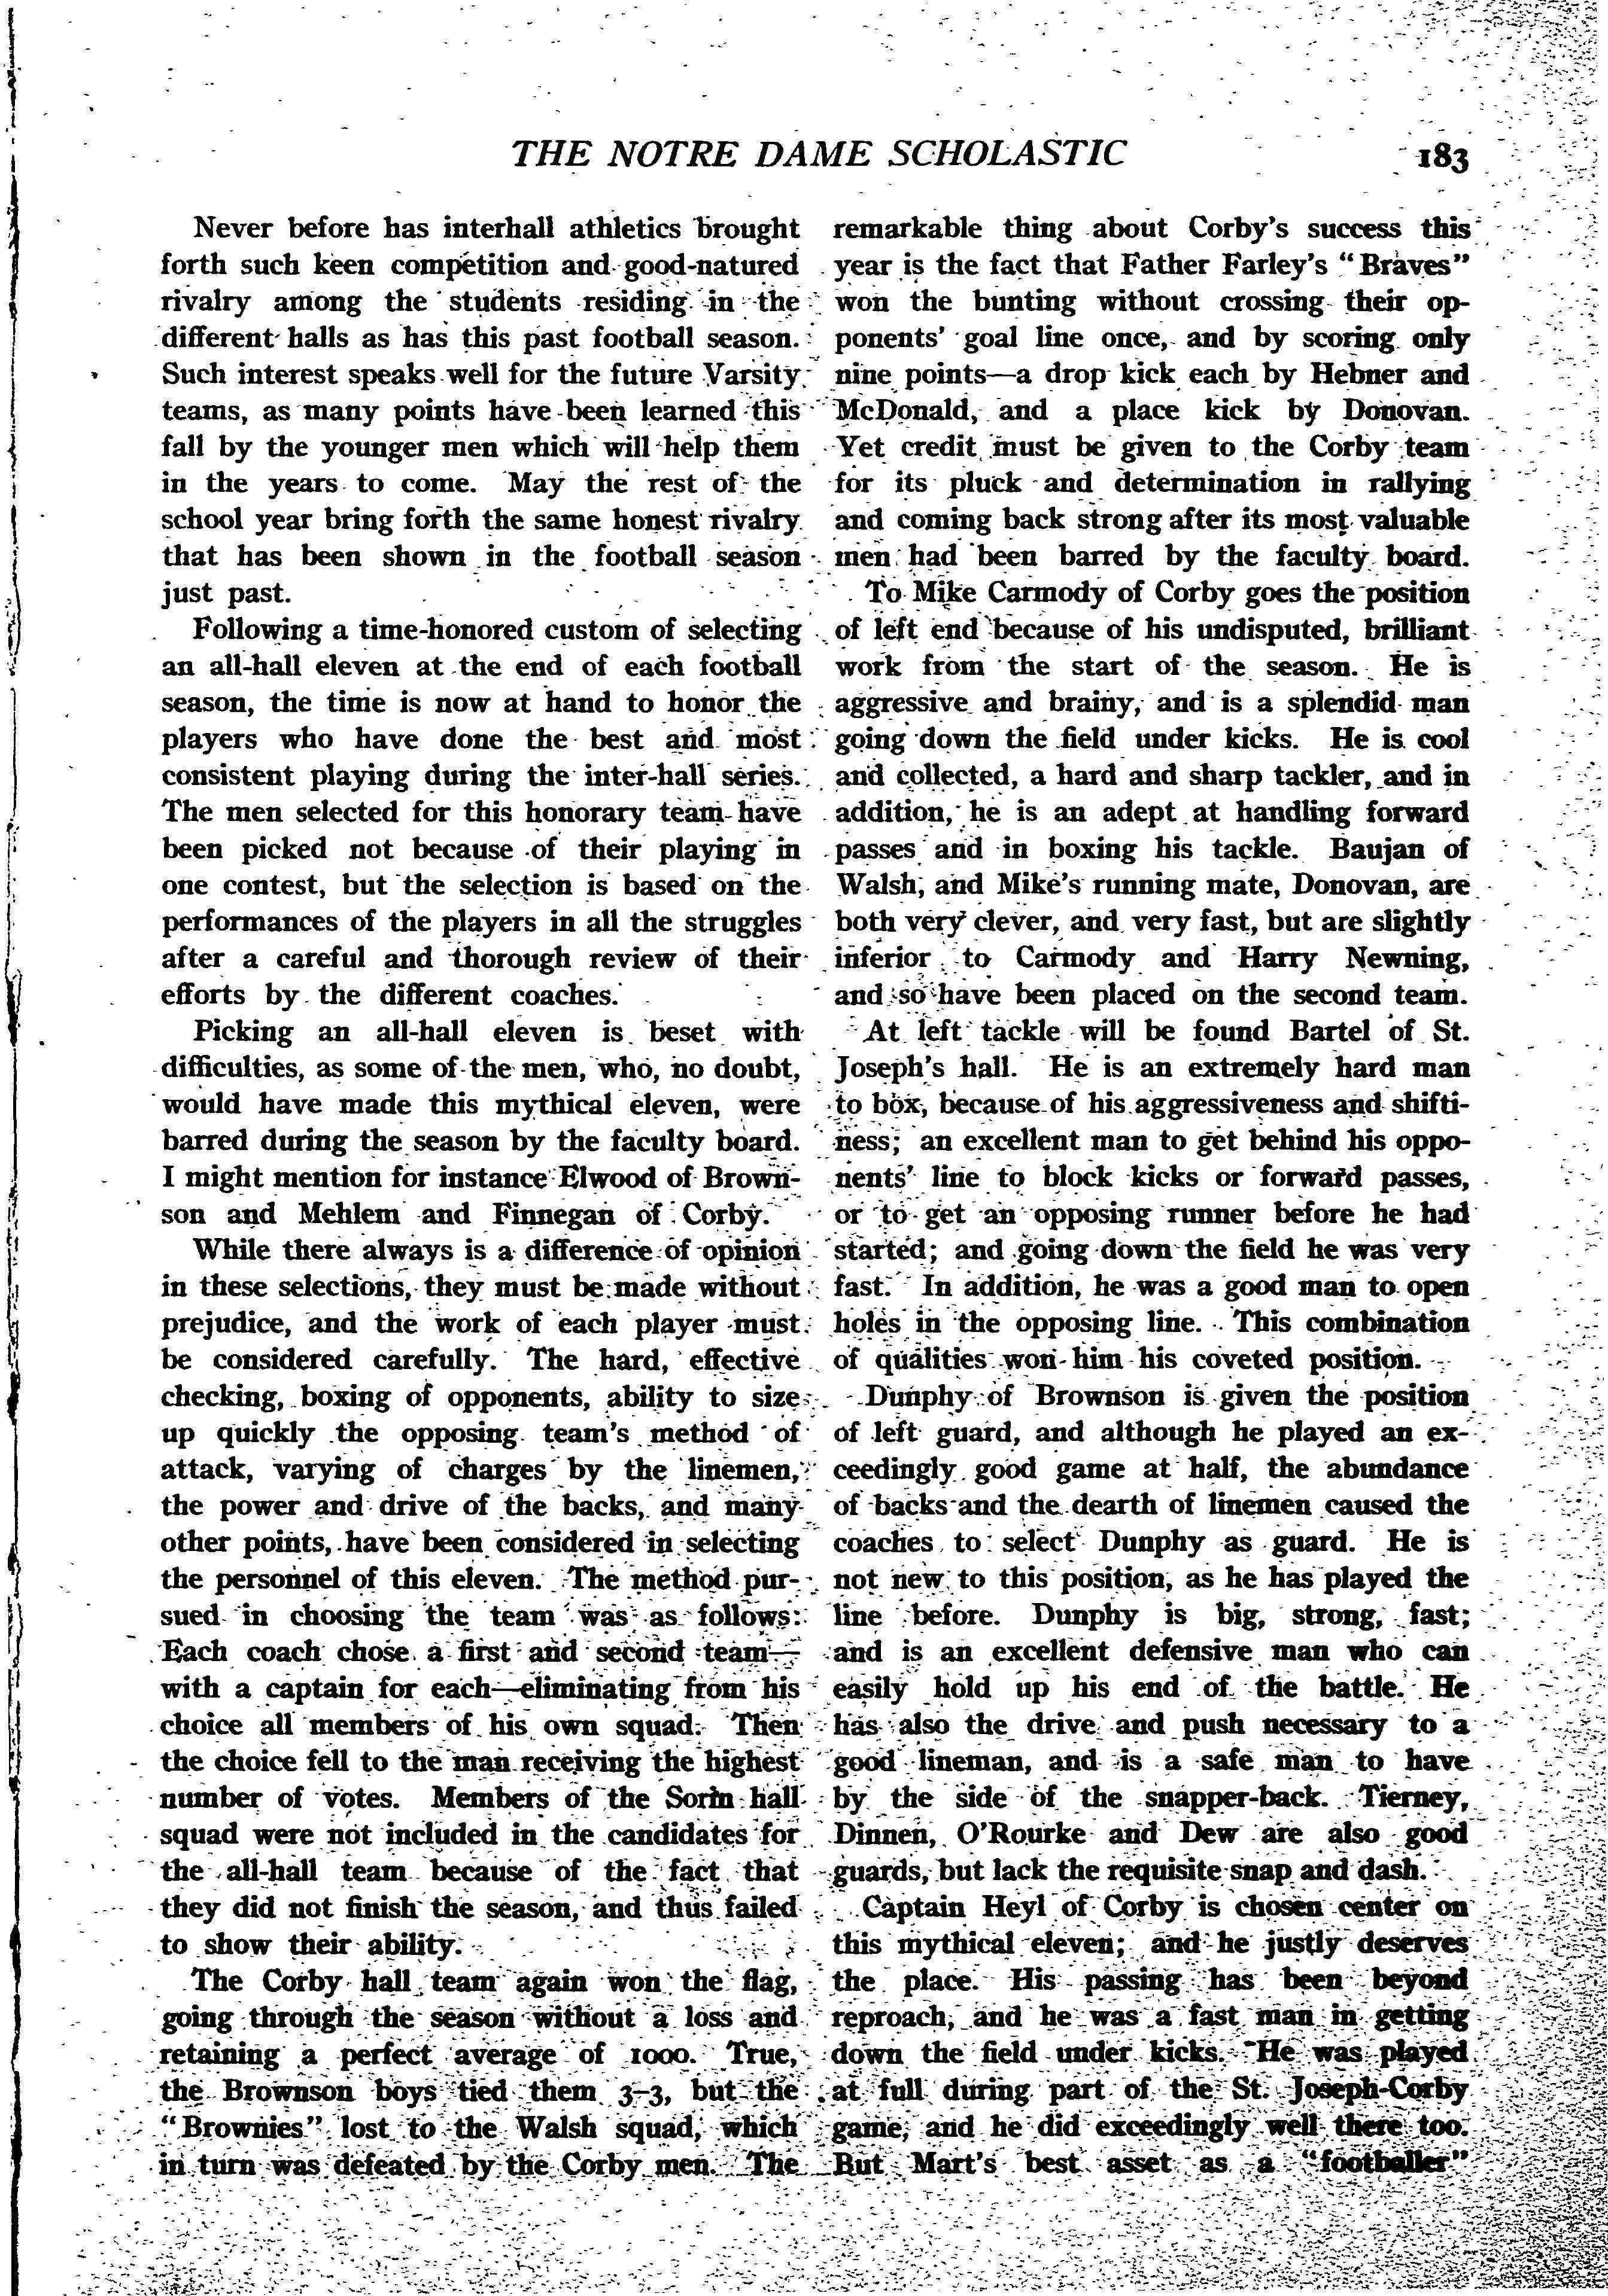 THE NOTRE DAME SCHOLASTIC 183
Never before has interhall athletics brought
forth such keen competition and good-natured
rivalry among the students residing in the
different halls as has this past football season.
Such interest speaks well for the future Varsity
teams, as many points have been learned this
fall by the younger men which will help them
in the years to come. May the rest of the
school year bring forth the same honest rivalry
that has been shown in the football season
just past.
Following a time-honored custom of selecting
an all-hall eleven at the end of each football
season, the time is now at hand to honor the
players who have done the best and most
consistent playing during the inter-hall series.
The men selected for this honorary team have
been picked not because of their playing in
one contest, but the selection is based on the
performances of the players in all the struggles
after a careful and thorough review of their
efforts by the different coaches.
Picking an all-hall eleven is beset with
difficulties, as some of the men, who, no doubt,
would have made this mythical eleven, were
barred during the season by the faculty board.
I might mention for instance Elwood of Brown-
son and Mehlem and Finnegan of Corby.
While there always is a difference of opinion
in these selections, they must be made without
prejudice, and the work of each player must
be considered carefully. The hard, effective
checking, boxing of opponents, ability to size
up quickly the opposing team's method of
attack, varying of charges by the linemen,
the power and drive of the backs, and many
other points, have been considered in selecting
the personnel of this eleven. The method pur-
sued in choosing the team was as follows:
Each coach chose a first and second team—
with a captain for each—eliminating from his
choice all members of his own squad. Then
the choice fell to the man receiving the highest
number of votes. Members of the Sorin hall
squad were not included in the candidates for
the all-hall team because of the fact that
they did not finish the season, and thus failed
to show their ability.
The Corby hall team again won the flag,
going through the season without a loss and
retaining a perfect average of 1000. True,
the Brownson boys tied them 3-3, but the
"Brownies" lost to the Walsh squad, which
in turn was defeated by the Corby men. The
remarkable thing about Corby's success this
year is the fact that Father Farley's "Braves"
won the bunting without crossing their op-
ponents' goal line once, and by scoring only
nine points—a drop kick each by Hebner and
McDonald, and a place kick by Donovan.
Yet credit must be given to the Corby team
for its pluck and determination in rallying
and coming back strong after its most valuable
men had been barred by the faculty board.
To Mike Carmody of Corby goes the position
of left end because of his undisputed, brilliant
work from the start of the season. He is
aggressive and brainy, and is a splendid man
going down the field under kicks. He is cool
and collected, a hard and sharp tackler, and in
addition, he is an adept at handling forward
passes and in boxing his tackle. Baujan of
Walsh, and Mike's running mate, Donovan, are
both very clever, and very fast, but are slightly
inferior to Carmody and Harry Newning,
and so have been placed on the second team.
At left tackle will be found Bartel of St.
Joseph's hall. He is an extremely hard man
to box, because of his aggressiveness and shifti-
ness; an excellent man to get behind his oppo-
nents' line to block kicks or forward passes,
or to get an opposing runner before he had
started; and going down the field he was very
fast. In addition, he was a good man to open
holes in the opposing line. This combination
of qualities won him his coveted position.
Dunphy of Brownson is given the position
of left guard, and although he played an ex-
ceedingly good game at half, the abundance
of backs and the dearth of linemen caused the
coaches to select Dunphy as guard. He is
not new to this position, as he has played the
line before. Dunphy is big, strong, fast;
and is an excellent defensive man who can
easily hold up his end of the battle. He
has also the drive and push necessary to a
good lineman, and is a safe man to have
by the side of the snapper-back. Tierney,
Dinnen, O'Rourke and Dew are also good
guards, but lack the requisite snap and dash.
Captain Heyl of Corby is chosen center on
this mythical eleven; and he justly deserves
the place. His passing has been beyond
reproach, and he was a fast man in getting
down the field under kicks. He was played
at full during part of the St. Joseph-Corby
game, and he did exceedingly well there too.
But Mart's best asset as a "footballer"